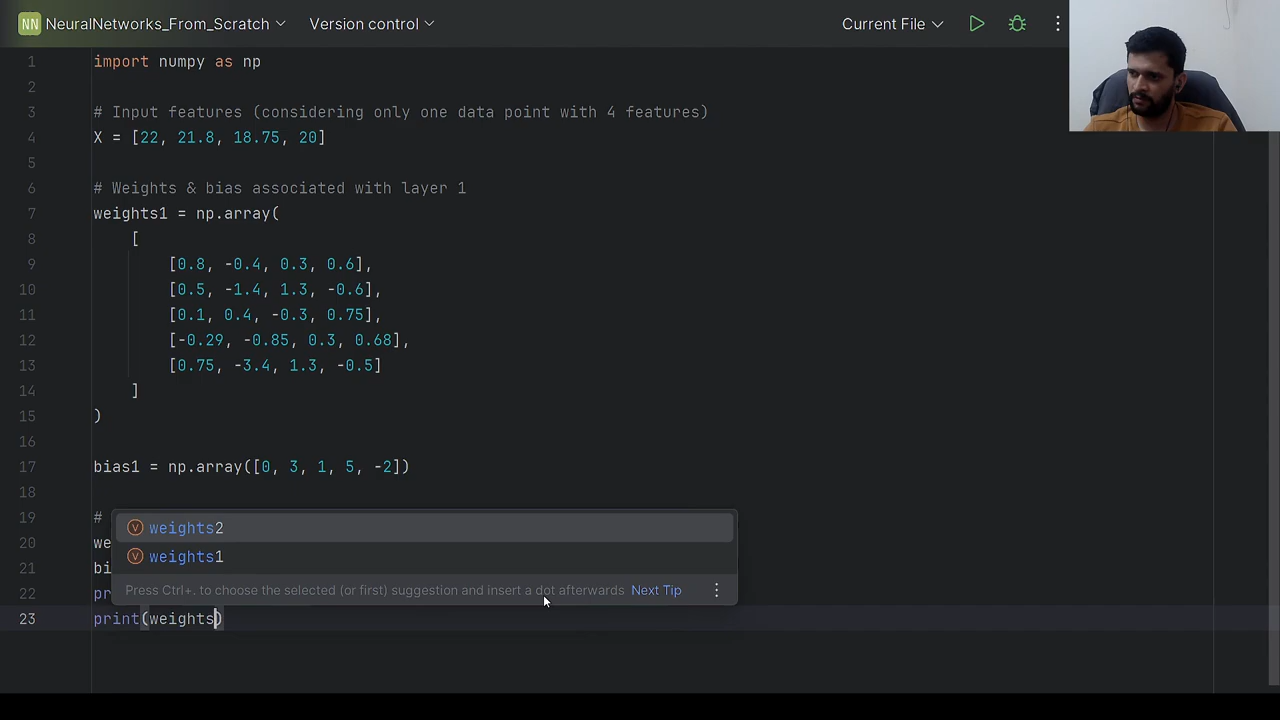 NN NeuralNetworks_From_Scratch Version control Current File
1 import numpy as np
2
3 # Input features (considering only one data point with 4 features)
4 X = [22, 21.8, 18.75, 20]
5
6 # Weights & bias associated with layer 1
7 weights1 = np.array(
8 [
9 [0.8, -0.4, 0.3, 0.6],
10 [0.5, -1.4, 1.3, -0.6],
11 [0.1, 0.4, -0.3, 0.75],
12 [-0.29, -0.85, 0.3, 0.68],
13 [0.75, -3.4, 1.3, -0.5]
14 ]
15 )
16
17 bias1 = np.array([0, 3, 1, 5, -2])
18
19 #
V weights2
20 we
V weights1
21 bi
22 pr
Press Ctrl+. to choose the selected (or first) suggestion and insert a dot afterwards Next Tip
23 print(weights)